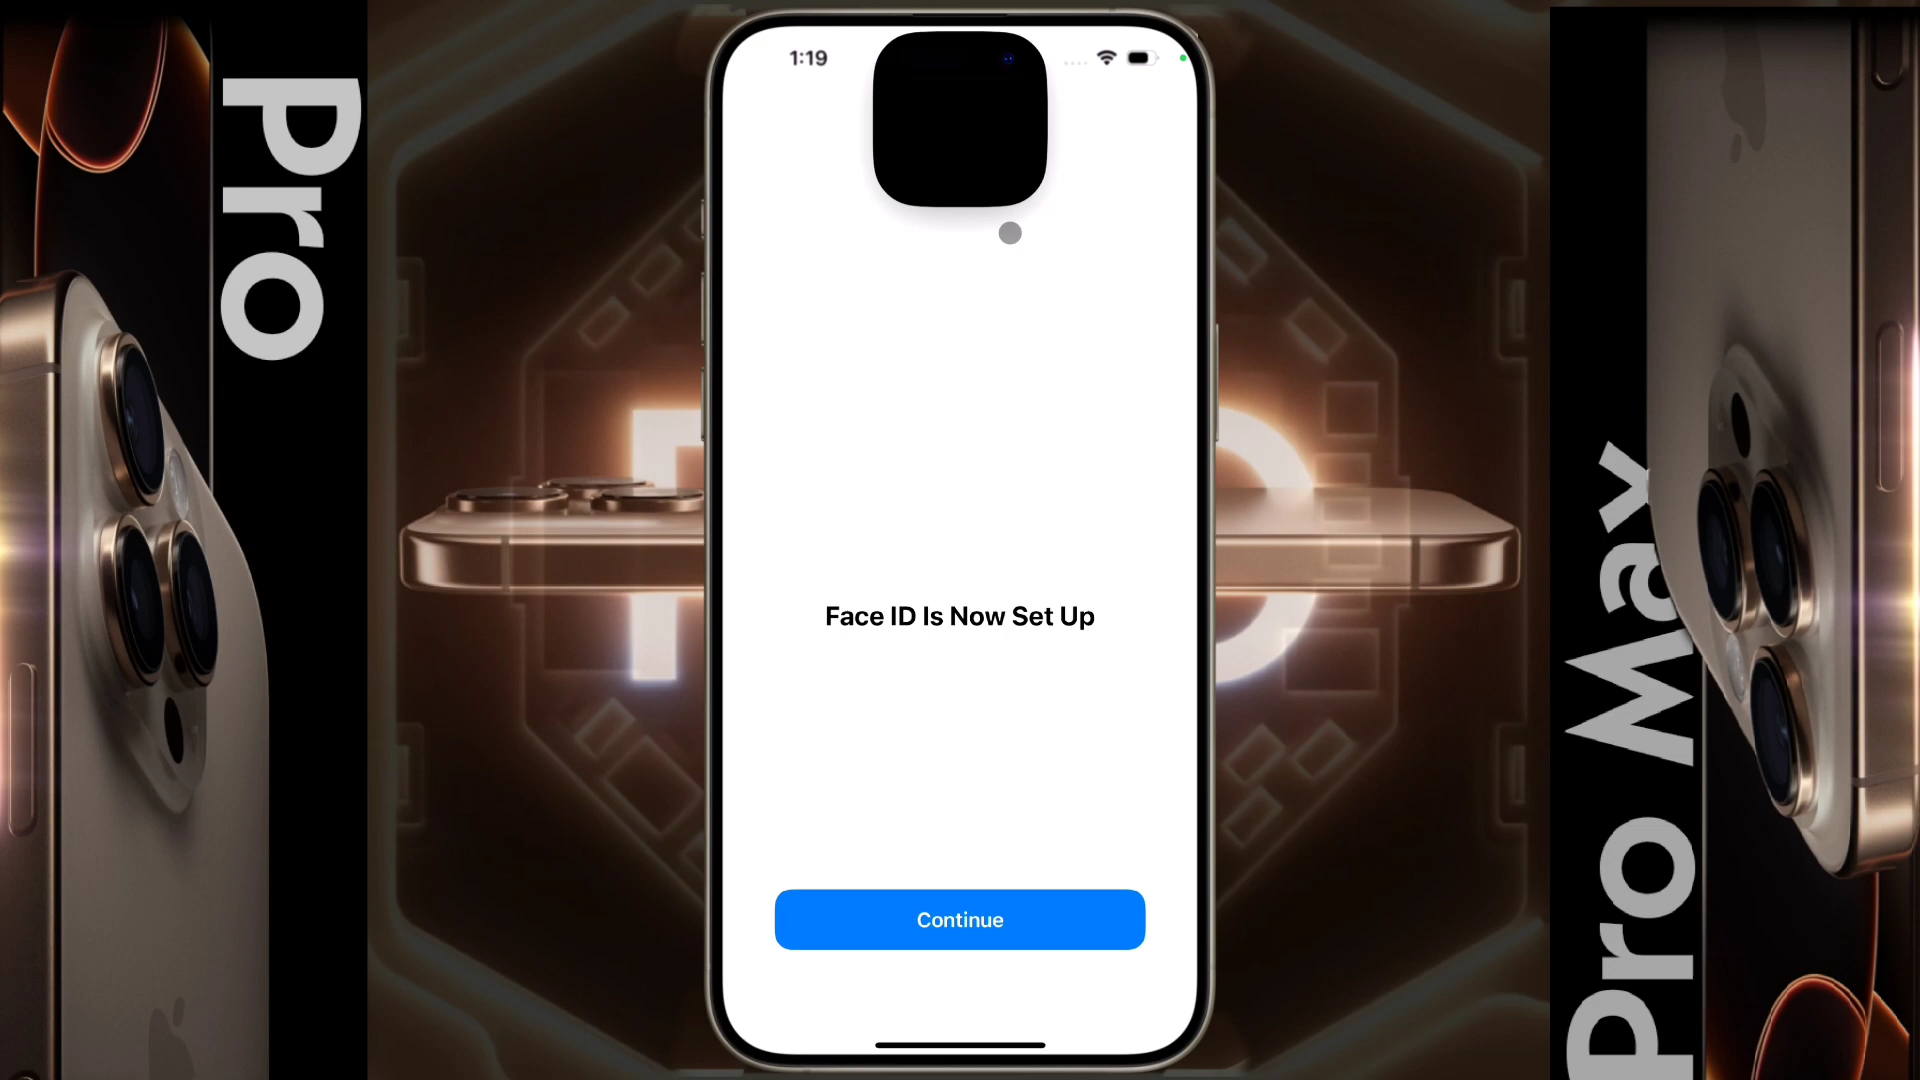 Pro
1:19
Face ID Is Now Set Up
Continue
Pro Max